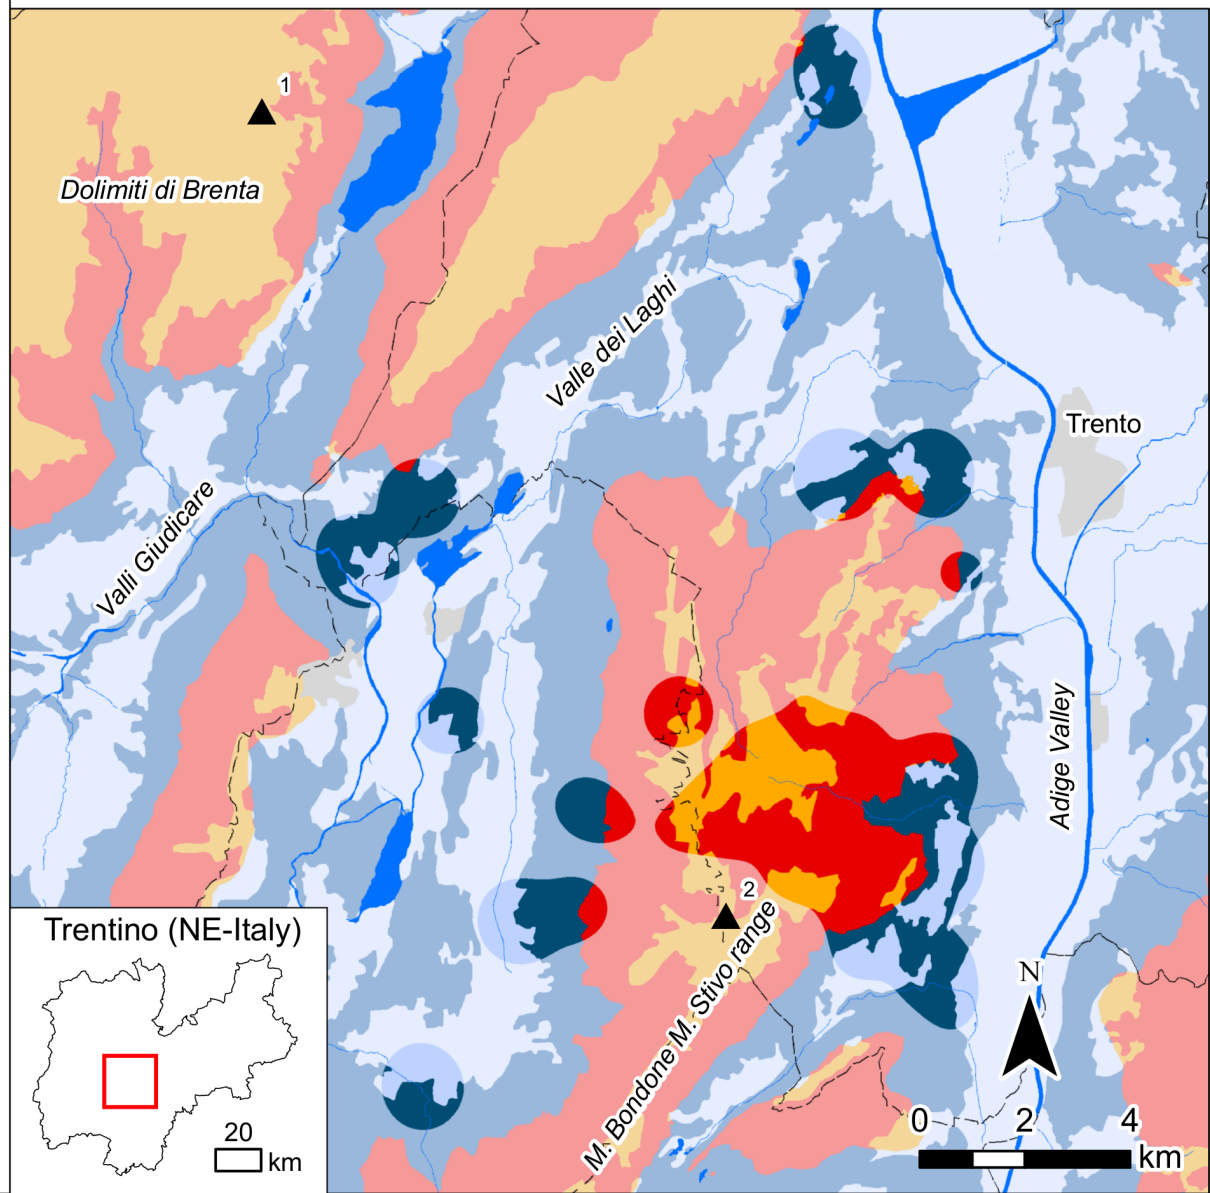 1
Dolimiti di Brenta
Valle dei Laghi
Trento
Valli Giudicare
Adige Valley
2
M. Bondone M. Stivo range
Trentino (NE-Italy)
20
km
N
0 2 4
km